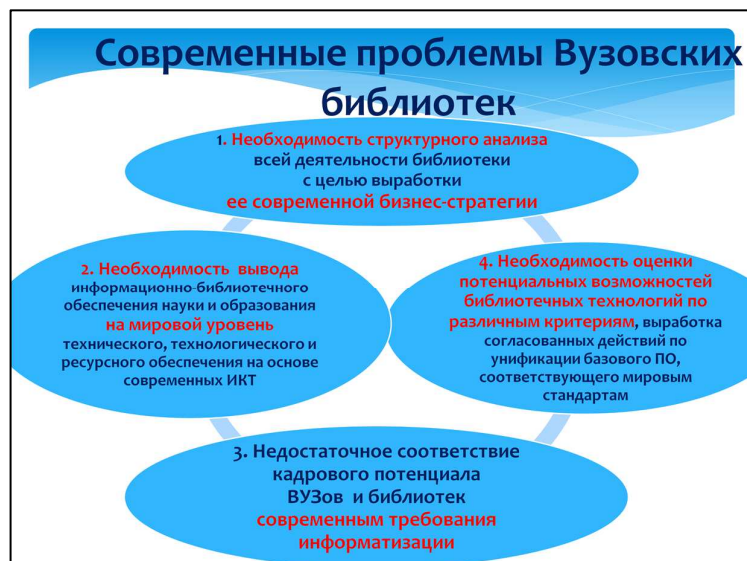 Современные проблемы Вузовских
библиотек
1. Необходимость структурного анализа
всей деятельности библиотеки
с целью выработки
ее современной бизнес-стратегии
2. Необходимость вывода
информационно-библиотечного
обеспечения науки и образования
на мировой уровень
технического, технологического и
ресурсного обеспечения на основе
современных ИКТ
4. Необходимость оценки
потенциальных возможностей
библиотечных технологий по
различным критериям, выработка
согласованных действий по
унификации базового ПО,
соответствующего мировым
стандартам
3. Недостаточное соответствие
кадрового потенциала
ВУЗов и библиотек
современным требования
информатизации